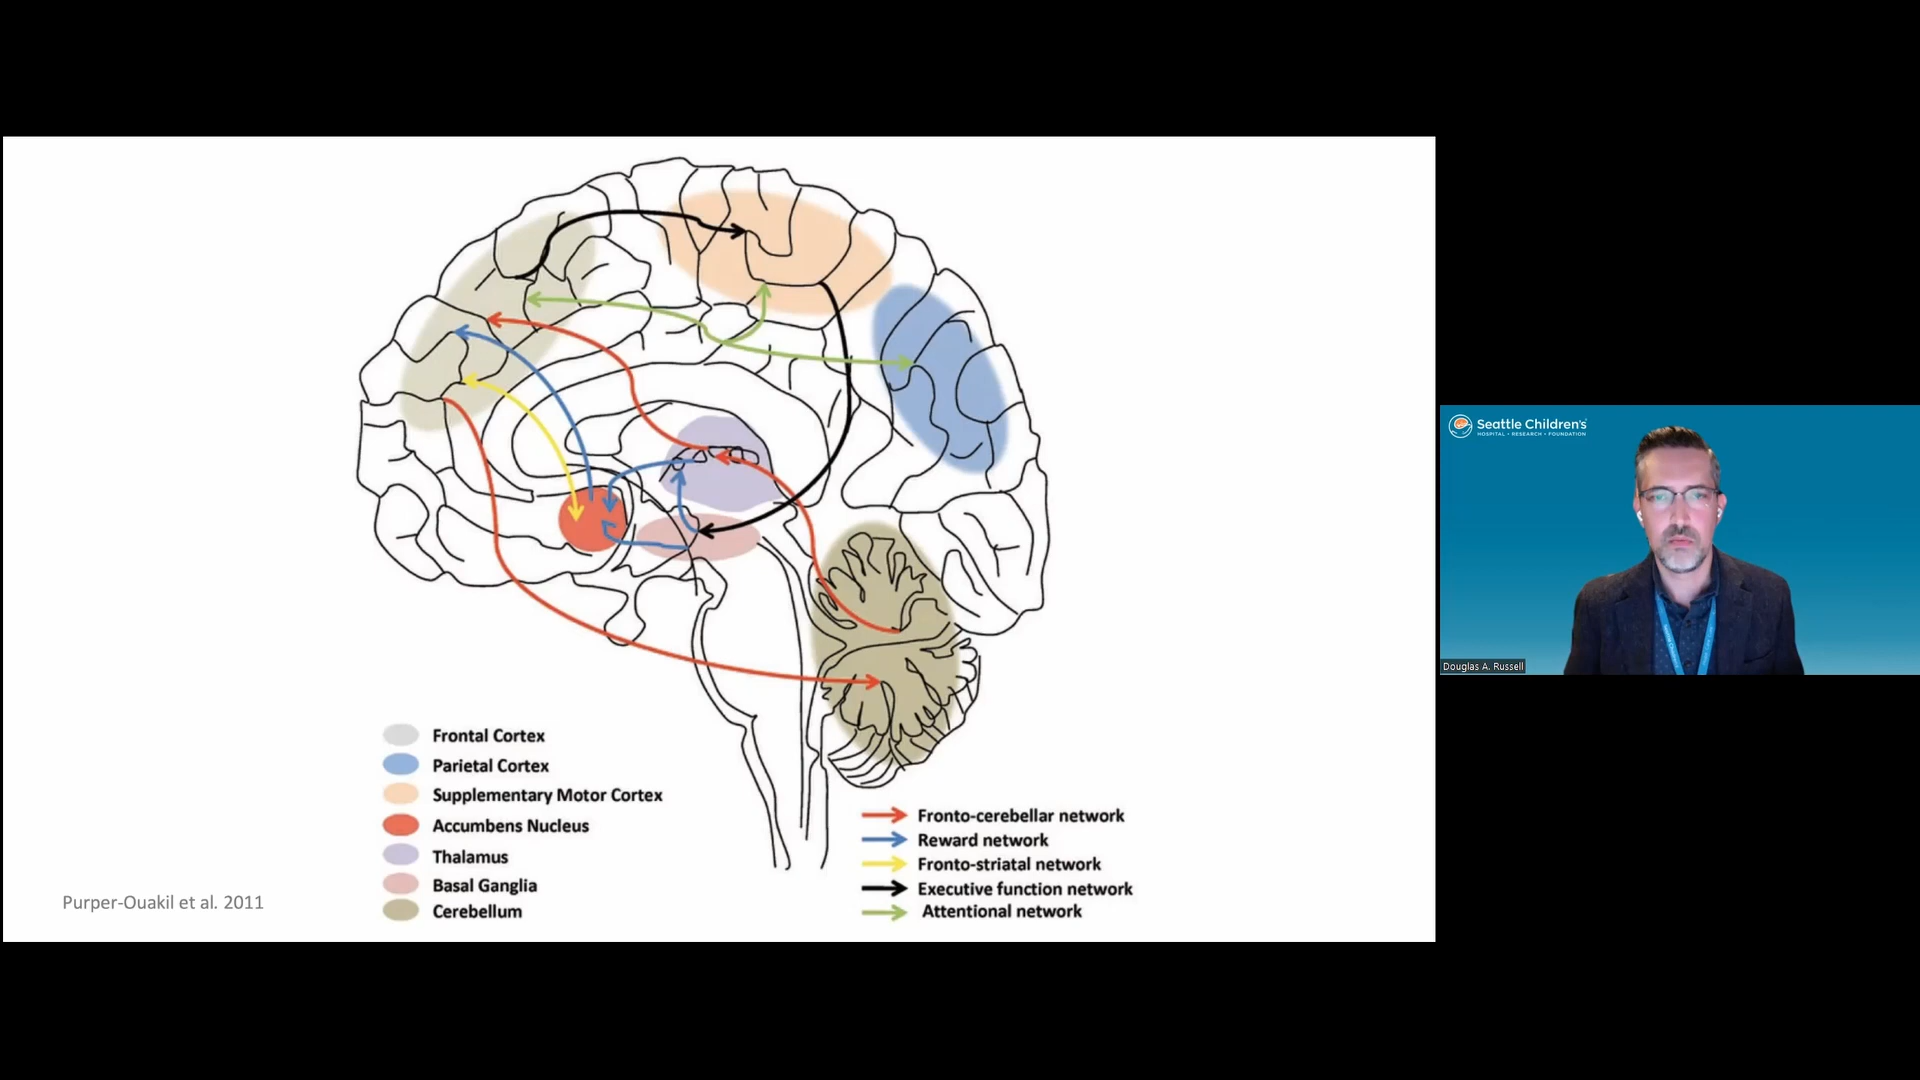 Frontal Cortex
Parietal Cortex
Supplementary Motor Cortex
Accumbens Nucleus
Thalamus
Basal Ganglia
Cerebellum
Fronto-cerebellar network
Reward network
Fronto-striatal network
Executive function network
Attentional network
Purper-Ouakil et al. 2011
Seattle Children's
HOSPITAL • RESEARCH • FOUNDATION
Douglas A. Russell